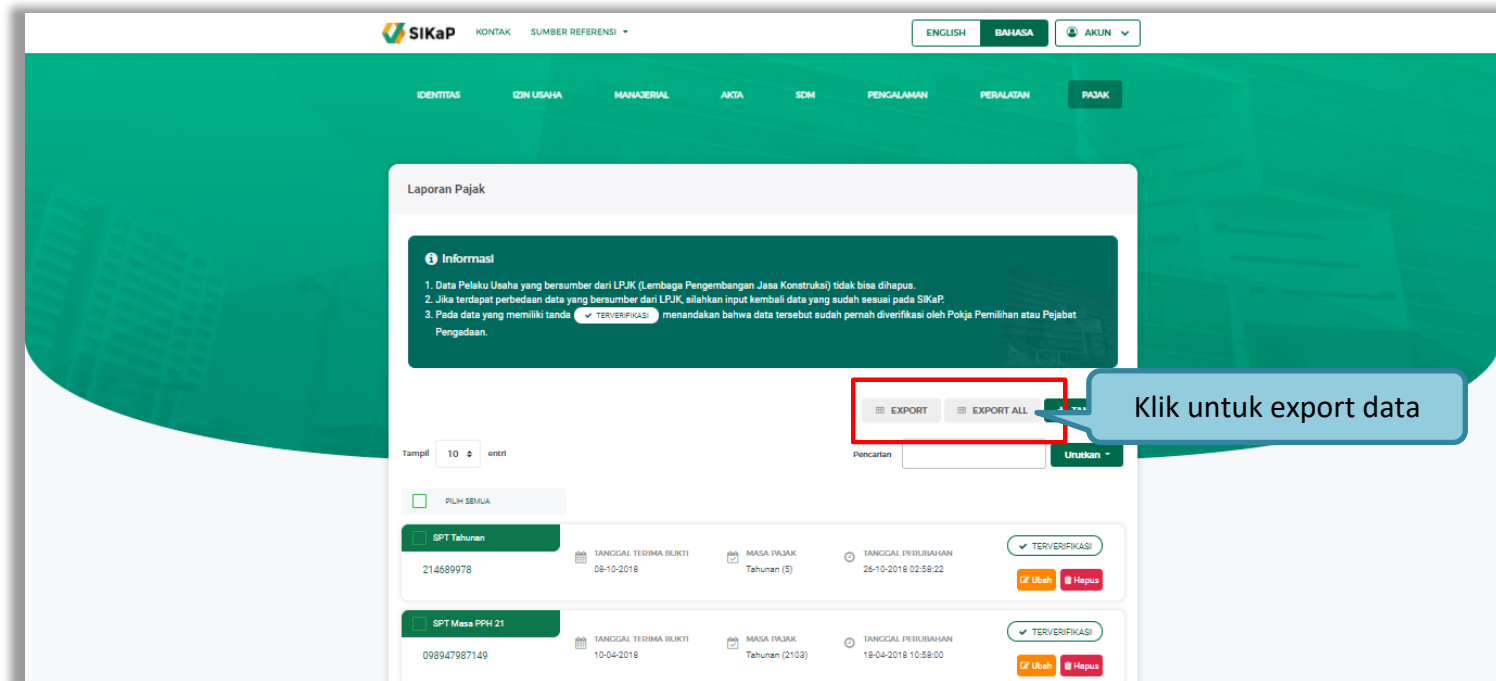 SIKaP KONTAK SUMBER REFERENSI ENGLISH BAHASA AKUN
IDENTITAS IZIN USAHA MANAJERIAL AKTA SDM PENGALAMAN PERALATAN PAJAK
Laporan Pajak
Informasi
1. Data Pelaku Usaha yang bersumber dari LPJK (Lembaga Pengembangan Jasa Konstruksi) tidak bisa dihapus.
2. Jika terdapat perbedaan data yang bersumber dari LPJK, silahkan input kembali data yang sudah sesuai pada SIKaP.
3. Pada data yang memiliki tanda TERVERIFIKASI menandakan bahwa data tersebut sudah pernah diverifikasi oleh Pokja Pemilihan atau Pejabat
Pengadaan.
EXPORT EXPORT ALL
Klik untuk export data
Tampil 10 entri Pencarian Urutkan
PILIH SEMUA
SPT Tahunan
214689978
TANGGAL TERIMA BUKTI
08-10-2018
MASA PAJAK
Tahunan (5)
TANGGAL PERUBAHAN
26-10-2018 02:58:22
TERVERIFIKASI
Ubah Hapus
SPT Masa PPH 21
098947987149
TANGGAL TERIMA BUKTI
10-04-2018
MASA PAJAK
Tahunan (2103)
TANGGAL PERUBAHAN
18-04-2018 10:58:00
TERVERIFIKASI
Ubah Hapus